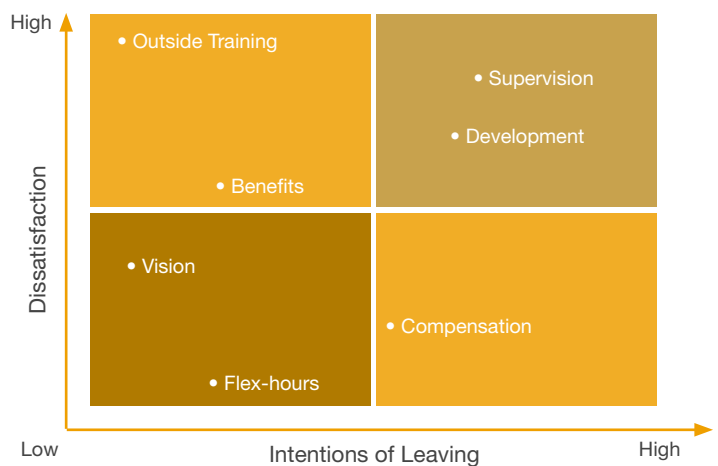 High
• Outside Training
• Supervision
• Development
• Benefits
Dissatisfaction
• Vision
• Compensation
• Flex-hours
Low
Intentions of Leaving
High